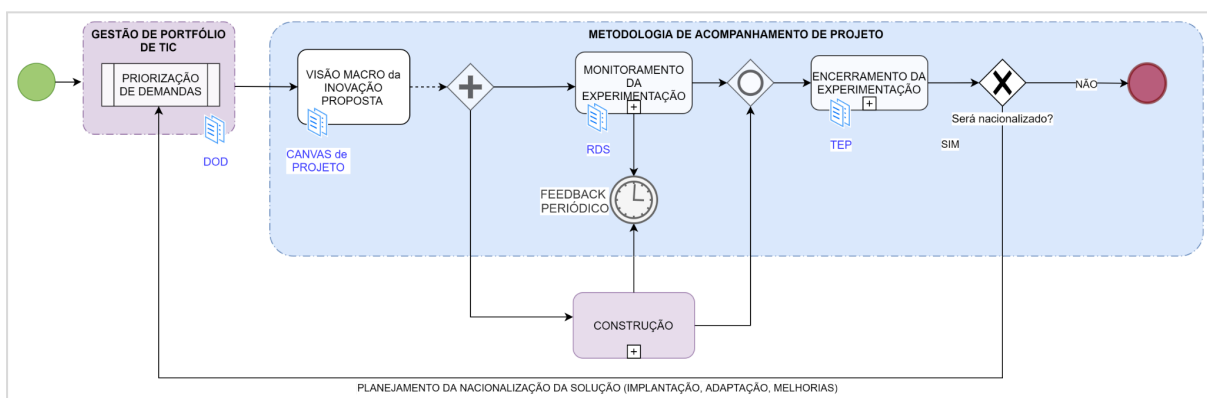 GESTÃO DE PORTFÓLIO
DE TIC
PRIORIZAÇÃO
DE DEMANDAS
DOD
METODOLOGIA DE ACOMPANHAMENTO DE PROJETO
VISÃO MACRO da
INOVAÇÃO
PROPOSTA
CANVAS de
PROJETO
MONITORAMENTO
DA
EXPERIMENTAÇÃO
RDS
FEEDBACK
PERIÓDICO
ENCERRAMENTO DA
EXPERIMENTAÇÃO
TEP
Será nacionalizado?
NÃO
SIM
CONSTRUÇÃO
PLANEJAMENTO DA NACIONALIZAÇÃO DA SOLUÇÃO (IMPLANTAÇÃO, ADAPTAÇÃO, MELHORIAS)